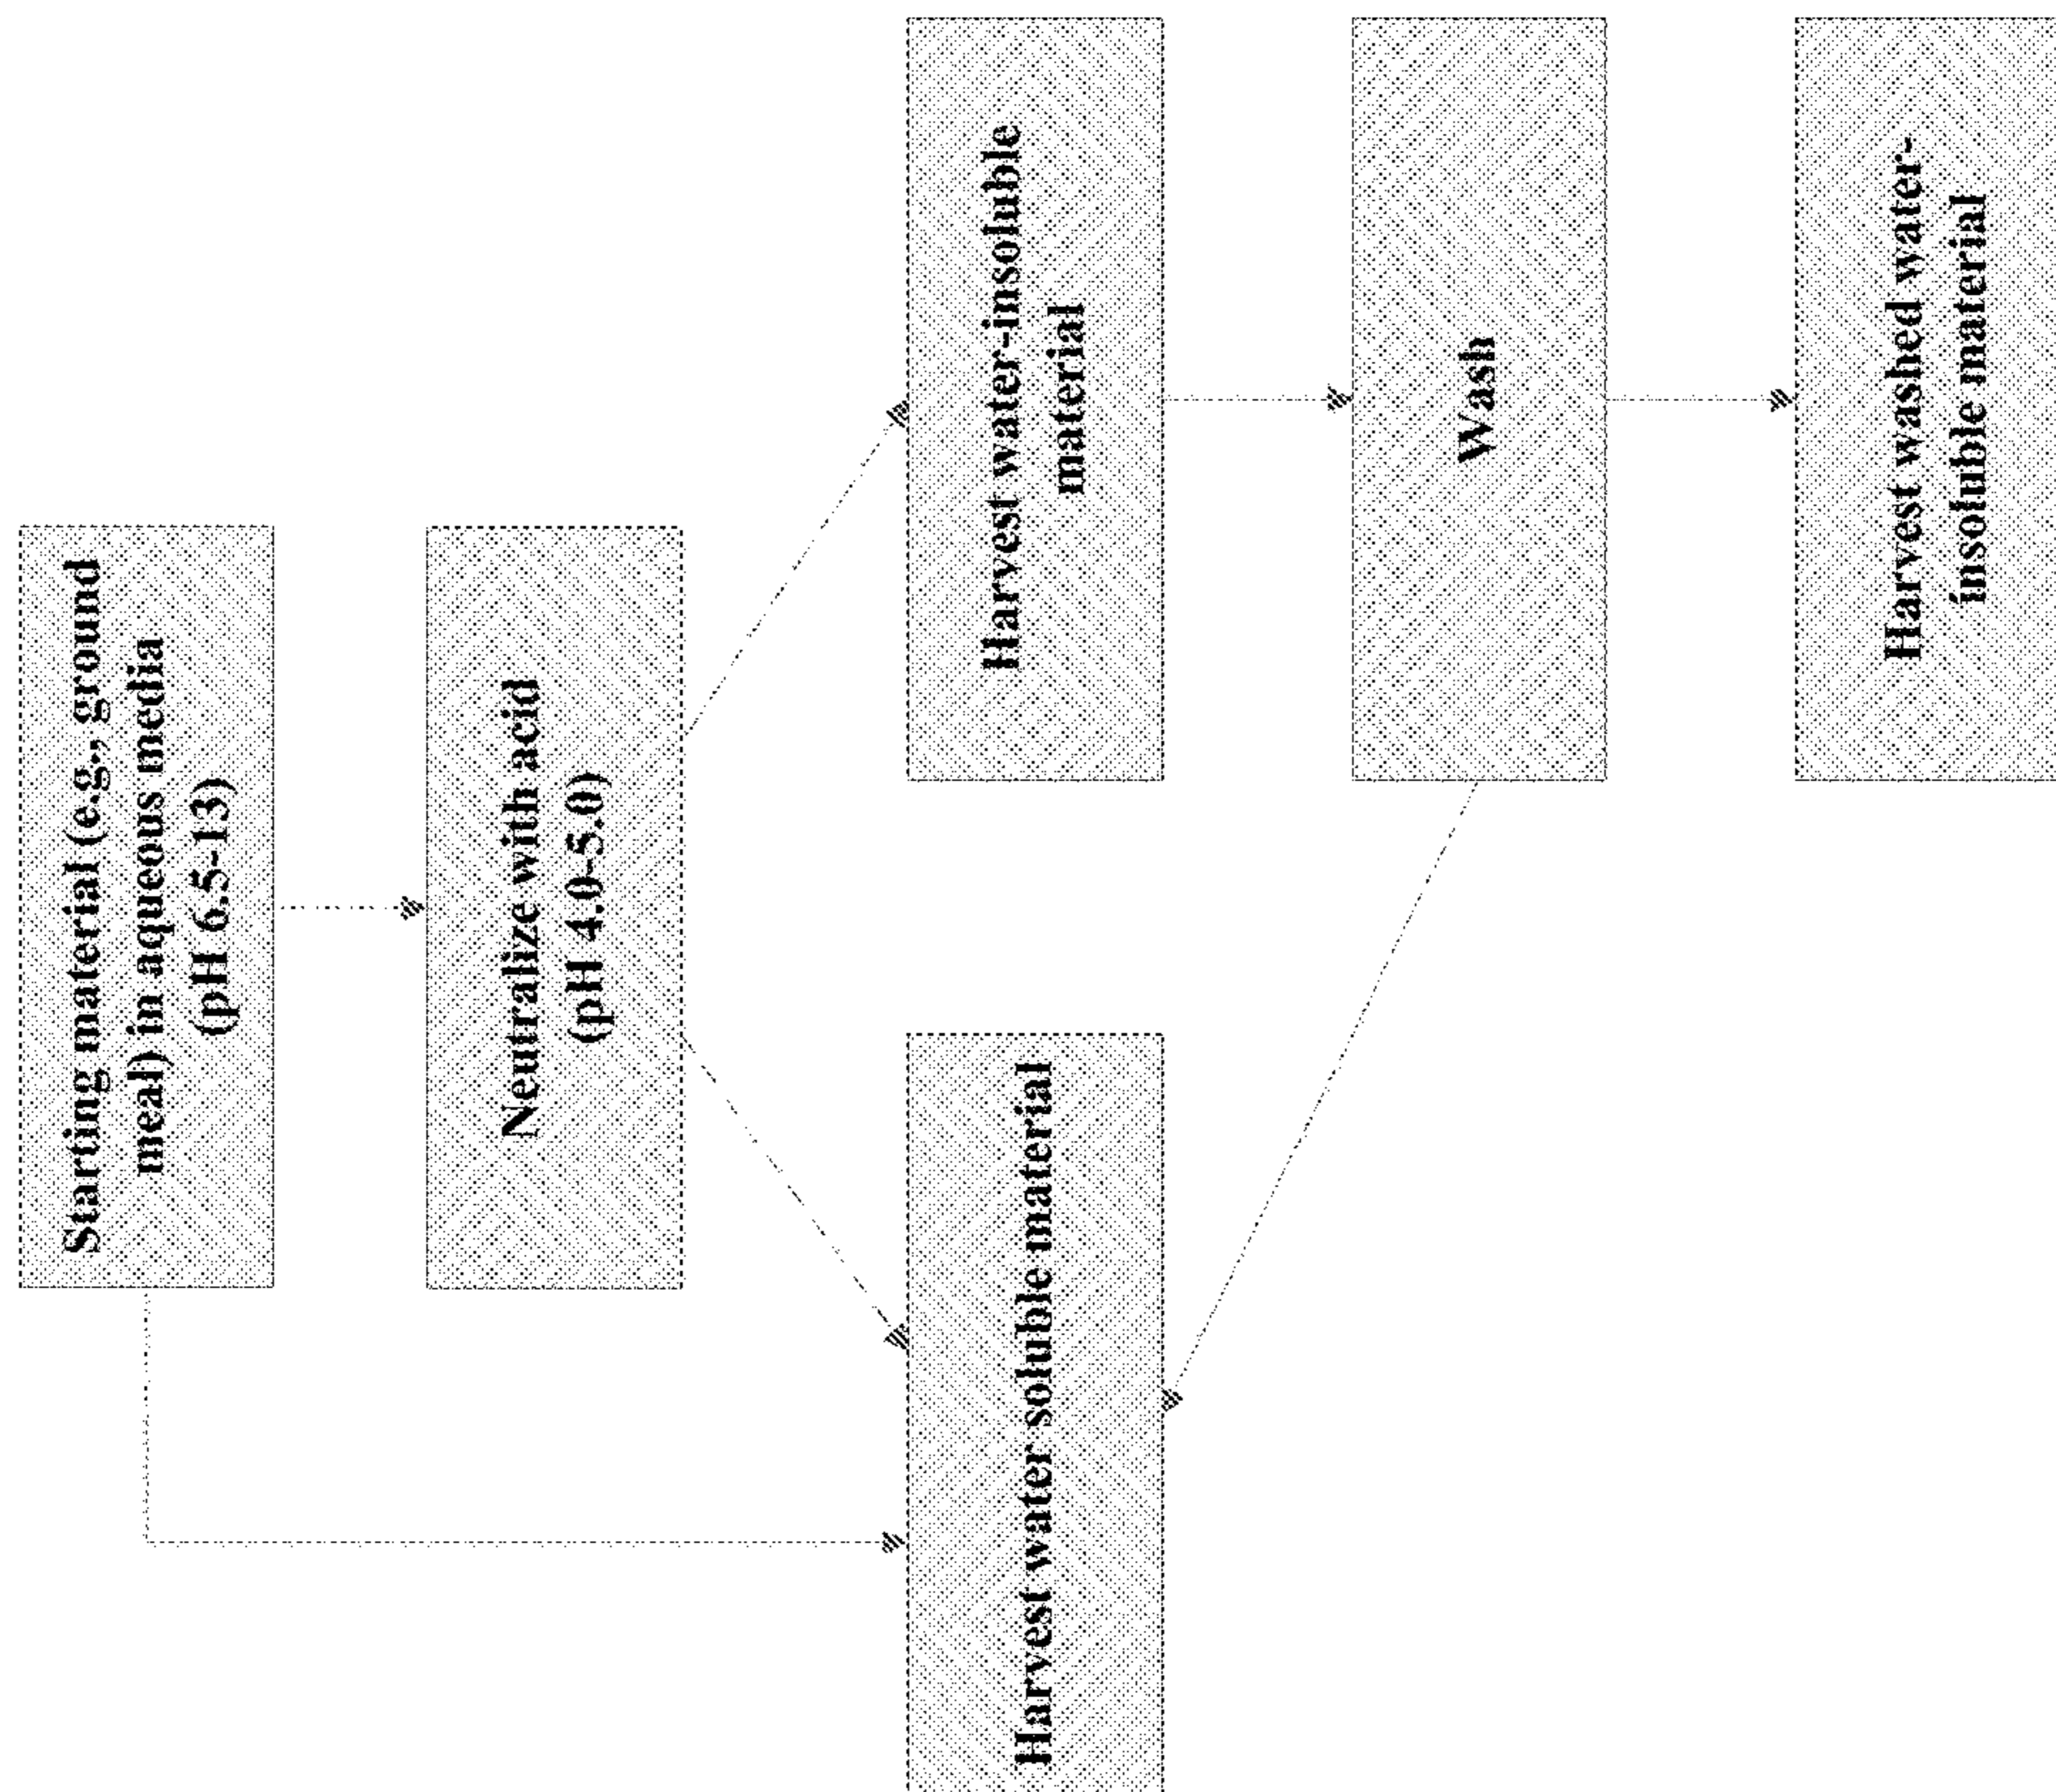 Starting material (e.g., ground
meal) in aqueous media
(pH 6.5-13)
Neutralize with acid
(pH 4.0-5.0)
Harvest water soluble material
Harvest water-insoluble
material
Wash
Harvest washed water-
insoluble material